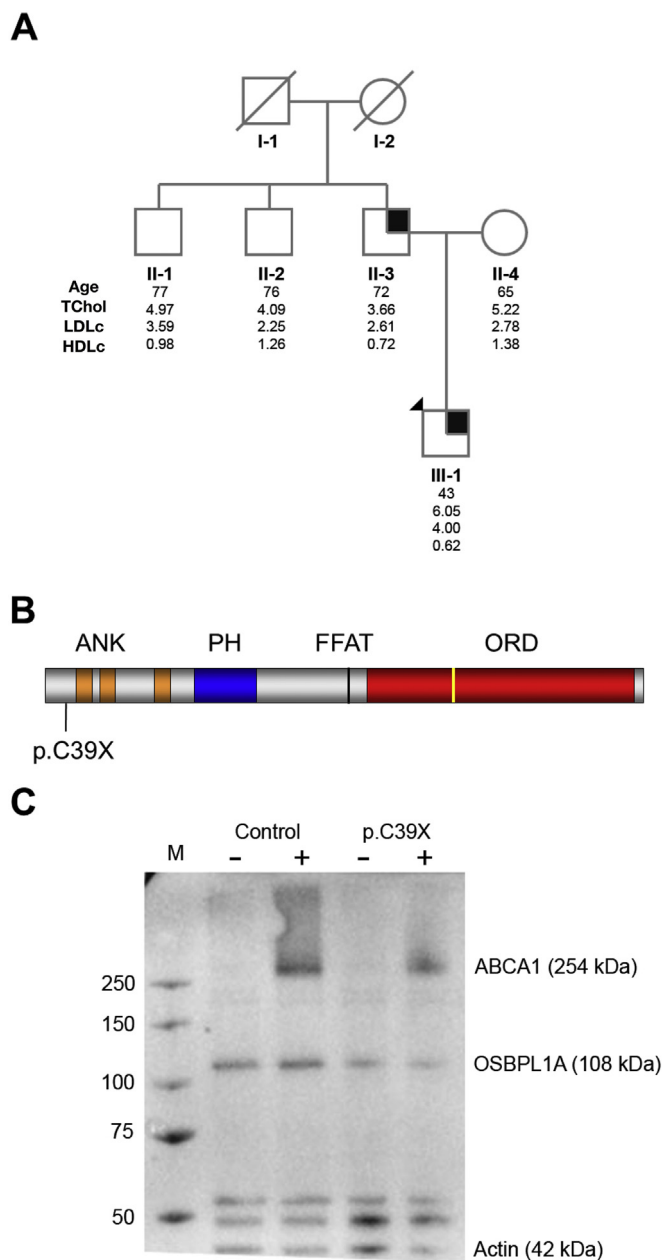 A
I-1 I-2
II-1 II-2 II-3 II-4
Age 77 76 72 65
TChol 4.97 4.09 3.66 5.22
LDLc 3.59 2.25 2.61 2.78
HDLc 0.98 1.26 0.72 1.38
III-1
43
6.05
4.00
0.62
B
ANK PH FFAT ORD
p.C39X
C
Control p.C39X
M – + – +
250 ABCA1 (254 kDa)
150
100 OSBPL1A (108 kDa)
75
50
Actin (42 kDa)